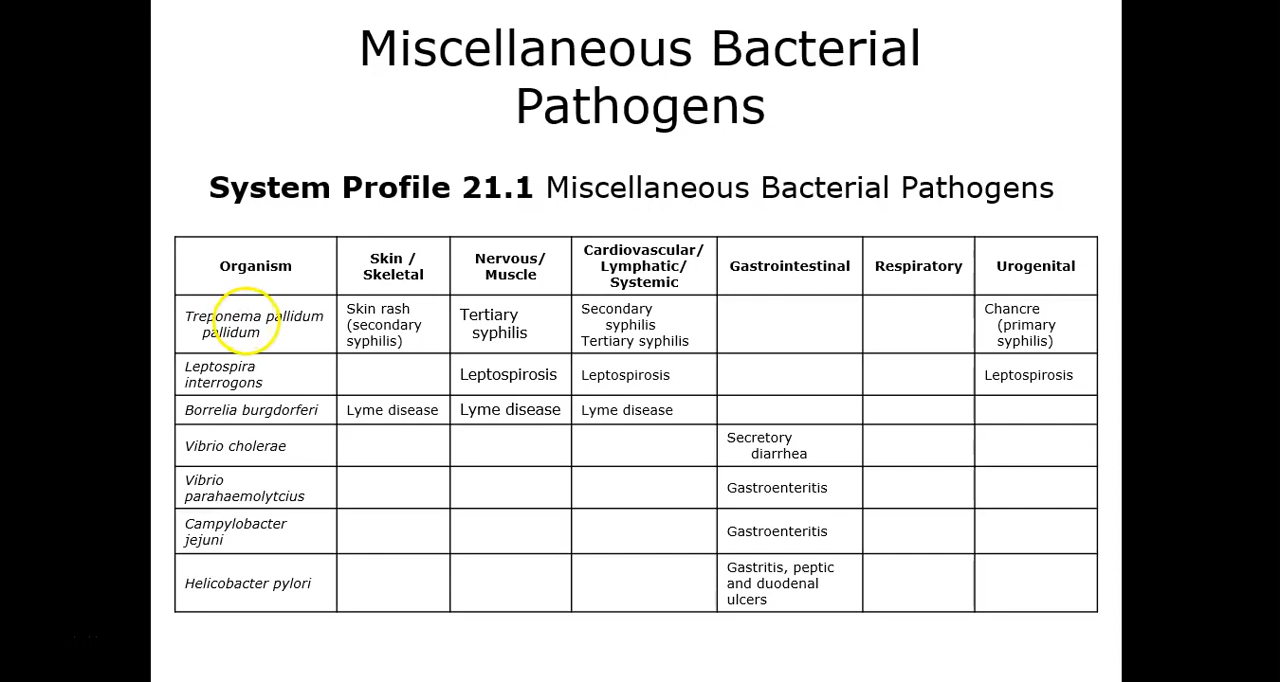 Miscellaneous Bacterial
Pathogens
System Profile 21.1 Miscellaneous Bacterial Pathogens
Organism
Skin /
Skeletal
Nervous/
Muscle
Cardiovascular/
Lymphatic/
Systemic
Gastrointestinal
Respiratory
Urogenital
Treponema pallidum
pallidum
Skin rash
(secondary
syphilis)
Tertiary
syphilis
Secondary
syphilis
Tertiary syphilis
Chancre
(primary
syphilis)
Leptospira
interrogons
Leptospirosis
Leptospirosis
Leptospirosis
Borrelia burgdorferi
Lyme disease
Lyme disease
Lyme disease
Vibrio cholerae
Secretory
diarrhea
Vibrio
parahaemolytcius
Gastroenteritis
Campylobacter
jejuni
Gastroenteritis
Helicobacter pylori
Gastritis, peptic
and duodenal
ulcers